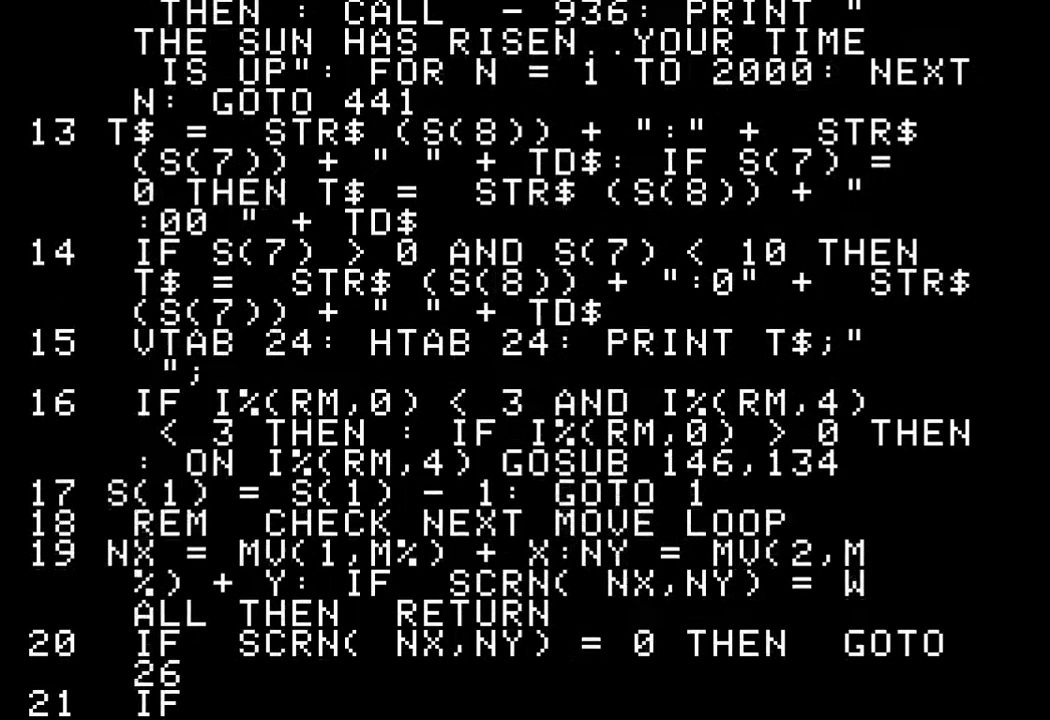 THEN : CALL  - 936: PRINT "
THE SUN HAS RISEN..YOUR TIME
IS UP": FOR N = 1 TO 2000: NEXT
N: GOTO 441
13 T$ =  STR$ (S(8)) + ":" +  STR$
(S(7)) + " " + TD$: IF S(7) =
0 THEN T$ =  STR$ (S(8)) + "
:00 " + TD$
14  IF S(7) > 0 AND S(7) < 10 THEN
T$ =  STR$ (S(8)) + ":0" +  STR$
(S(7)) + " " + TD$
15  VTAB 24: HTAB 24: PRINT T$;"
";
16  IF I%(RM,0) < 3 AND I%(RM,4)
< 3 THEN : IF I%(RM,0) > 0 THEN
: ON I%(RM,4) GOSUB 146,134
17 S(1) = S(1) - 1: GOTO 1
18  REM  CHECK NEXT MOVE LOOP
19 NX = MV(1,M%) + X:NY = MV(2,M
%) + Y: IF  SCRN( NX,NY) = W
ALL THEN  RETURN
20  IF  SCRN( NX,NY) = 0 THEN  GOTO
26
21  IF